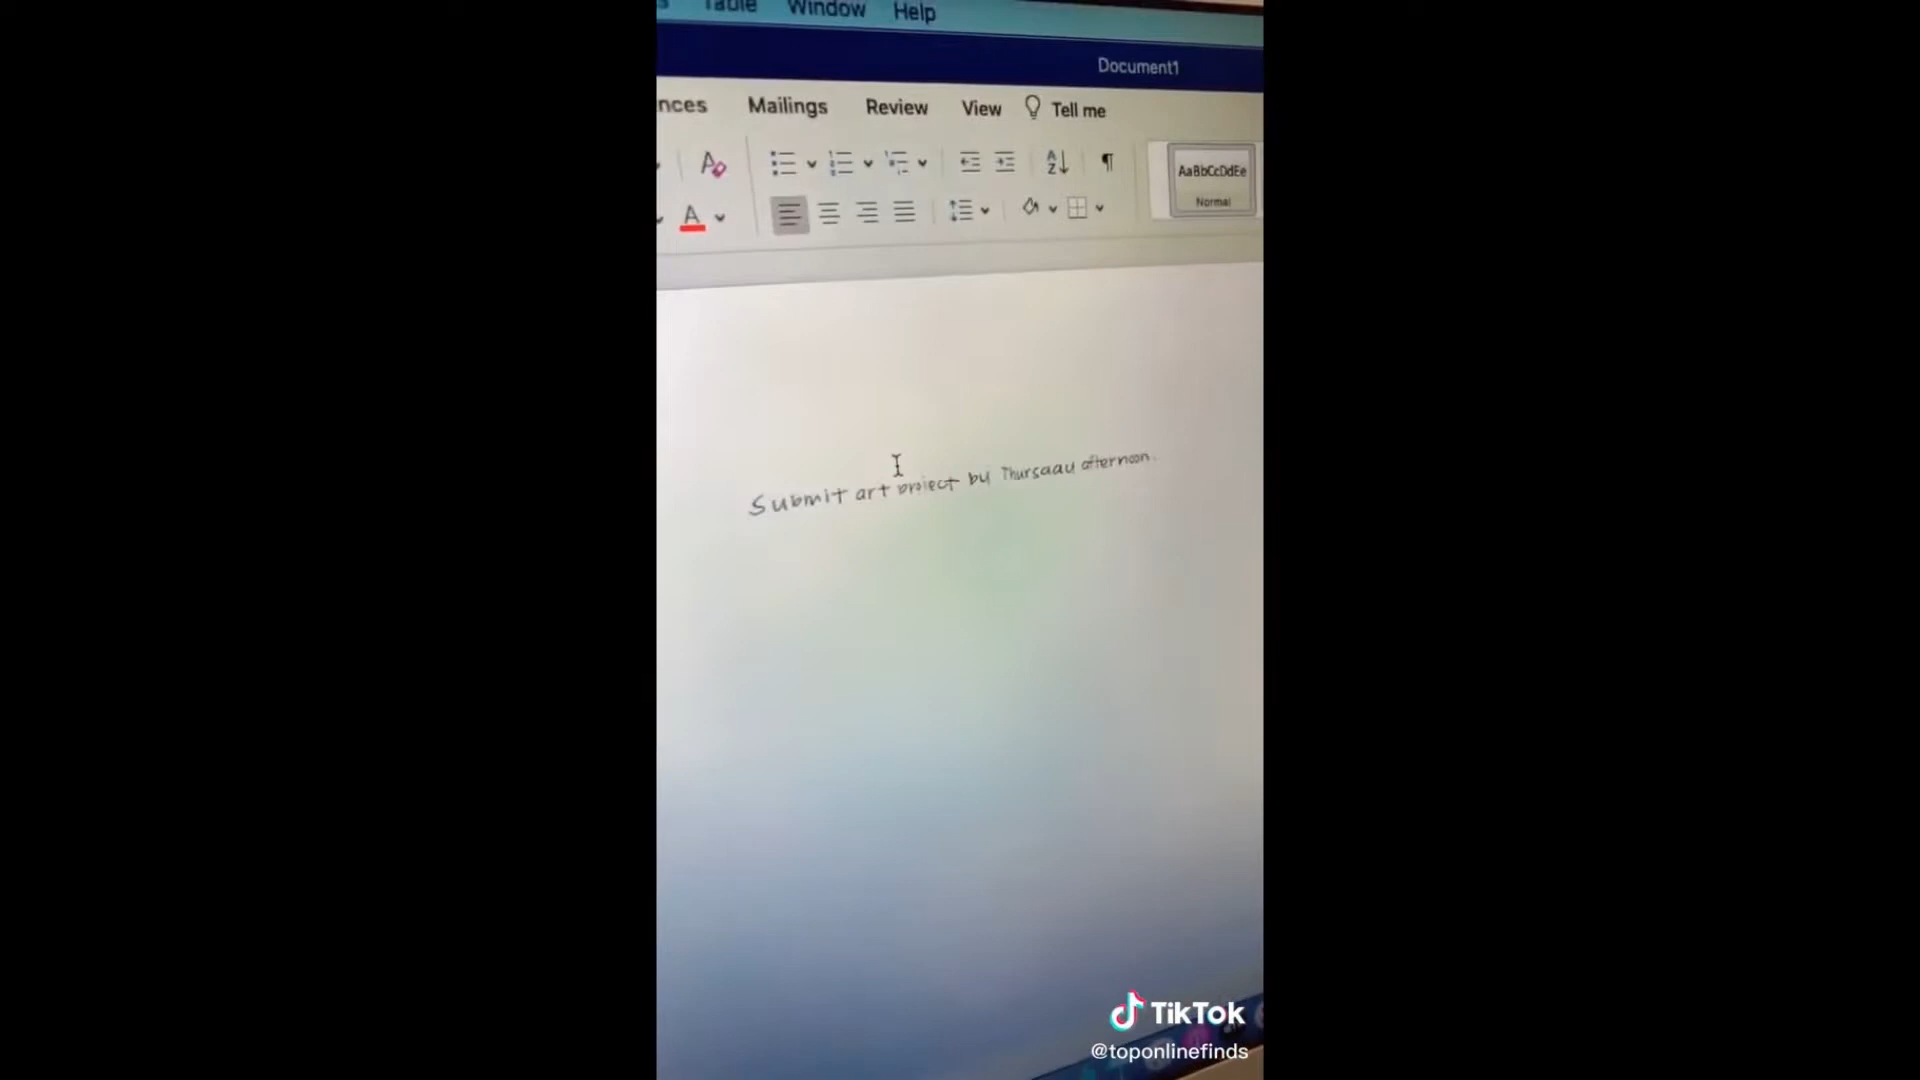 Table Window Help
Document1
nces Mailings Review View Tell me
AaBbCcDdEe
Normal
Submit art project by Thursaay afternoon.
TikTok
@toponlinefinds